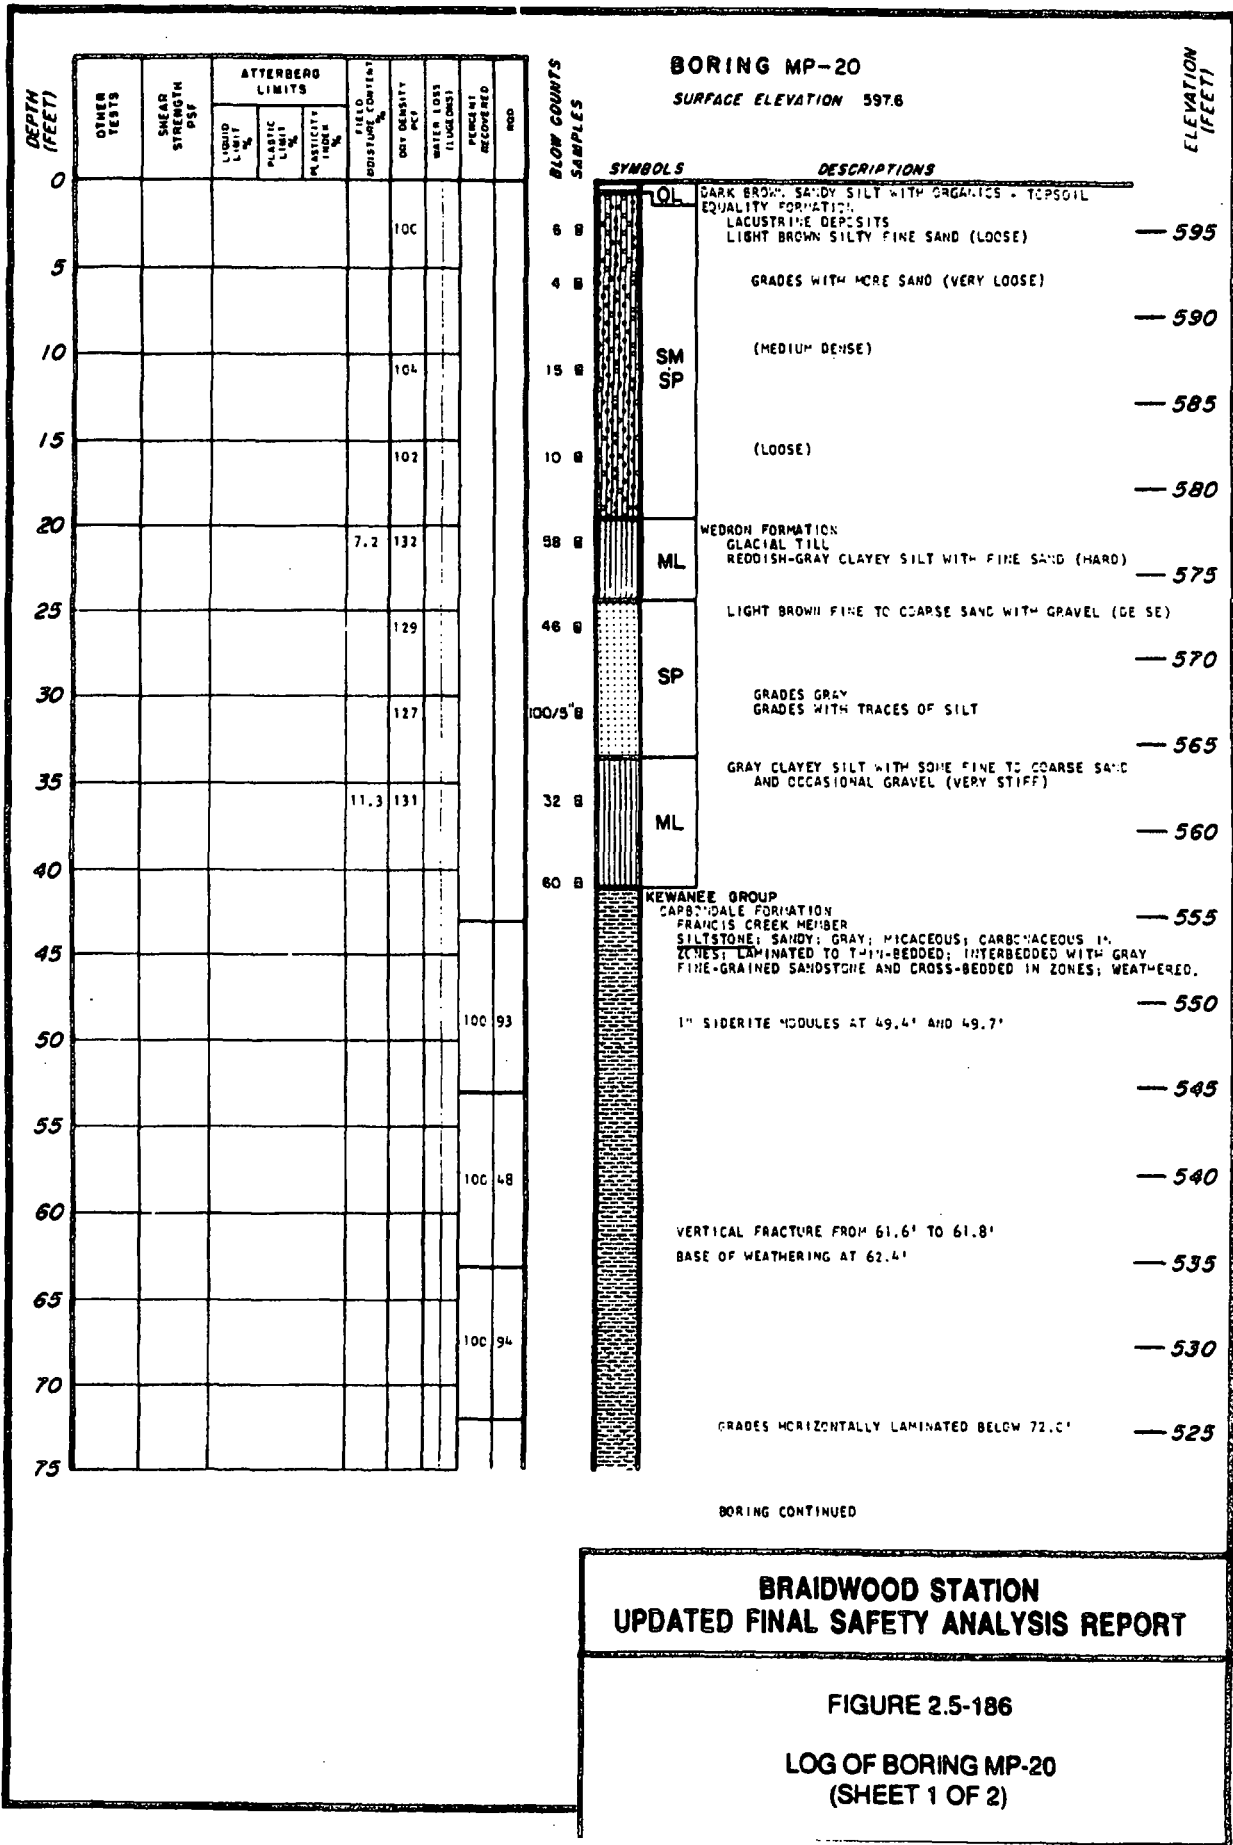 BORING MP-20
SURFACE ELEVATION 597.6
DEPTH (FEET)
OTHER TESTS
SHEAR STRENGTH PSF
ATTERBERG LIMITS
LIQUID LIMIT %
PLASTIC LIMIT %
PLASTICITY INDEX %
FIELD MOISTURE CONTENT %
DRY DENSITY PCF
WATER LOSS (LUGEONS)
PERCENT RECOVERED
RQD
BLOW COUNTS
SAMPLES
SYMBOLS
DESCRIPTIONS
ELEVATION (FEET)
0
OL DARK BROWN SANDY SILT WITH ORGANICS - TOPSOIL
EQUALITY FORMATION
LACUSTRINE DEPOSITS
100 6 B LIGHT BROWN SILTY FINE SAND (LOOSE) 595
5
4 B GRADES WITH MORE SAND (VERY LOOSE)
590
10 SM SP (MEDIUM DENSE)
104 15 B
585
15 (LOOSE)
102 10 B
580
20 WEDRON FORMATION
7.2 132 58 B GLACIAL TILL
ML REDDISH-GRAY CLAYEY SILT WITH FINE SAND (HARD) 575
25 LIGHT BROWN FINE TO COARSE SAND WITH GRAVEL (DE SE)
129 46 B
570
SP
30 GRADES GRAY
127 100/5" B GRADES WITH TRACES OF SILT
565
35 GRAY CLAYEY SILT WITH SOME FINE TO COARSE SAND
AND OCCASIONAL GRAVEL (VERY STIFF)
11.3 131 32 B
ML 560
40
60 B
KEWANEE GROUP
CARBONDALE FORMATION
FRANCIS CREEK MEMBER 555
SILTSTONE; SANDY; GRAY; MICACEOUS; CARBONACEOUS IN
45 ZONES; LAMINATED TO THIN-BEDDED; INTERBEDDED WITH GRAY
FINE-GRAINED SANDSTONE AND CROSS-BEDDED IN ZONES; WEATHERED.
550
100 93 1" SIDERITE NODULES AT 49.4' AND 49.7'
50
545
55
100 48 540
60
VERTICAL FRACTURE FROM 61.6' TO 61.8'
BASE OF WEATHERING AT 62.4' 535
65
100 94 530
70
GRADES HORIZONTALLY LAMINATED BELOW 72.0' 525
75
BORING CONTINUED
BRAIDWOOD STATION
UPDATED FINAL SAFETY ANALYSIS REPORT
FIGURE 2.5-186
LOG OF BORING MP-20
(SHEET 1 OF 2)